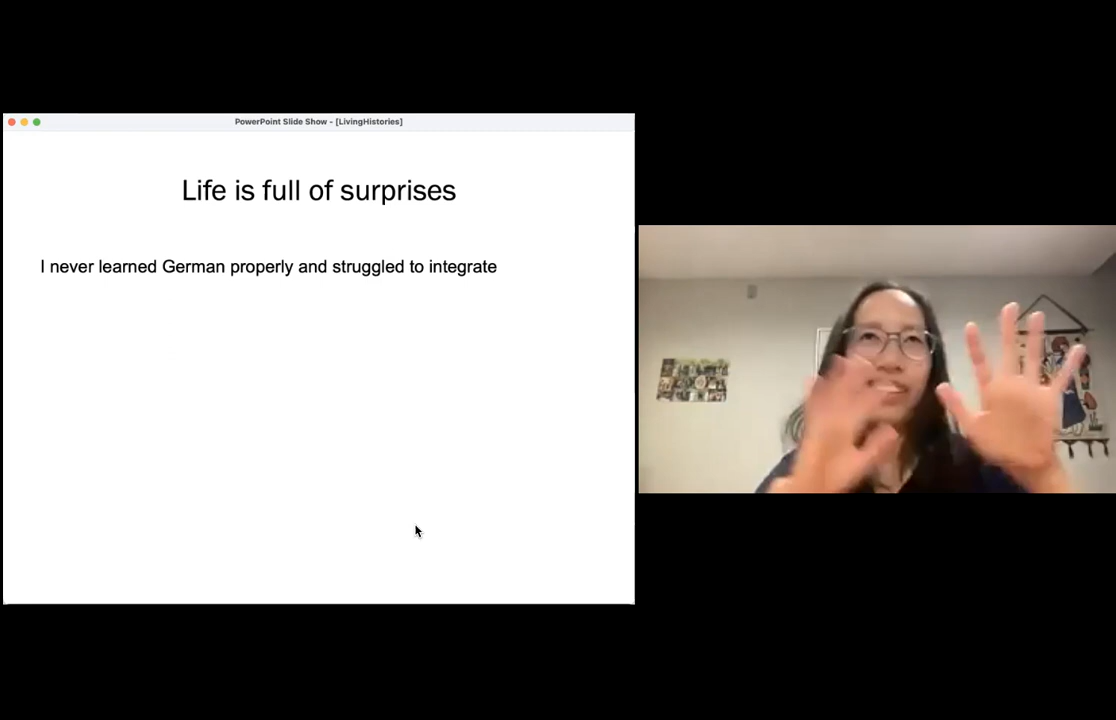 PowerPoint Slide Show - [LivingHistories]
Life is full of surprises
I never learned German properly and struggled to integrate